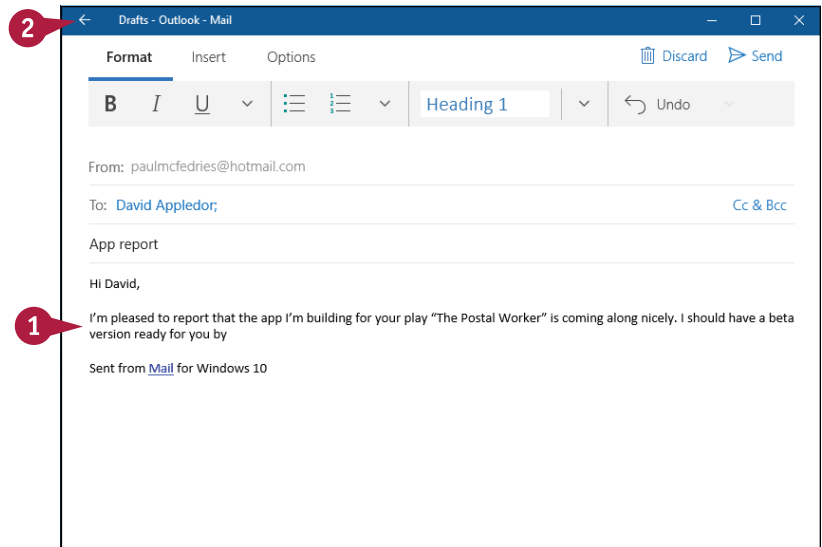 2
Drafts - Outlook - Mail
Format Insert Options Discard Send
B I U 1 2 3 Heading 1 Undo
From: paulmcfedries@hotmail.com
To: David Appledor; Cc & Bcc
App report
Hi David,
1
I’m pleased to report that the app I’m building for your play “The Postal Worker” is coming along nicely. I should have a beta
version ready for you by
Sent from Mail for Windows 10